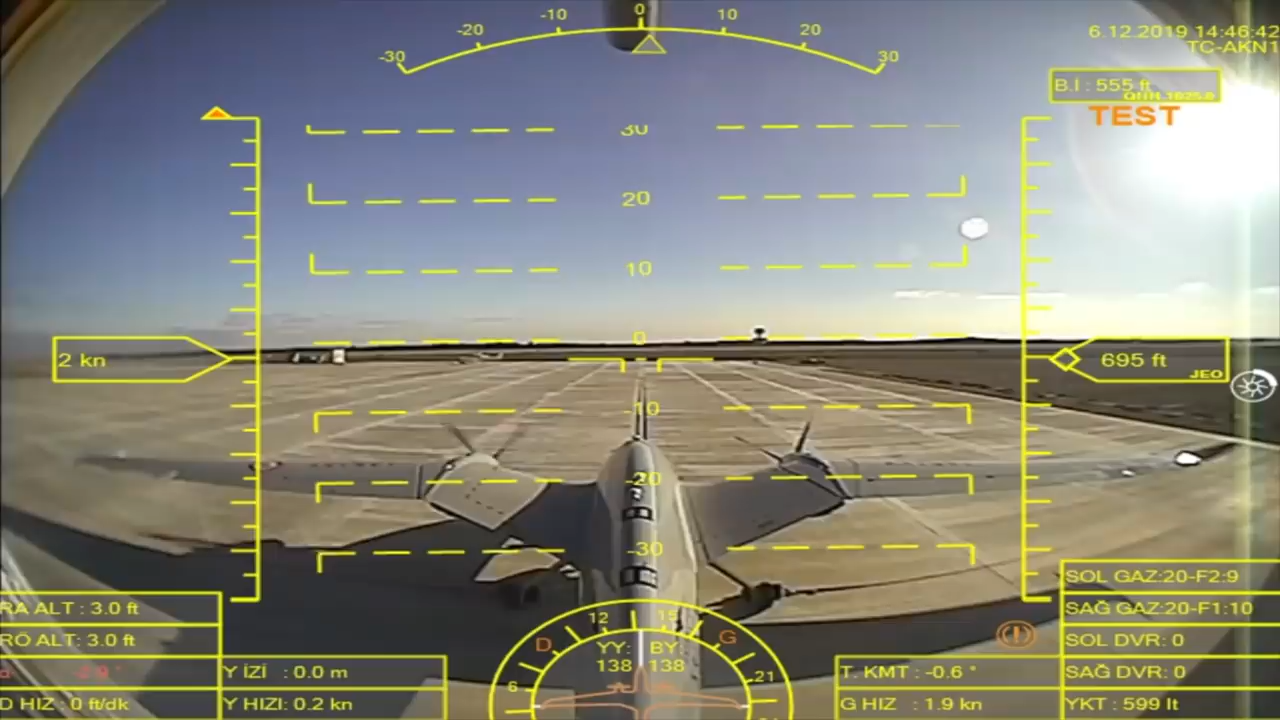 -30 -20 -10 0 10 20 30
6.12.2019 14:46:42
TC-AKN1
B.İ : 555 ft
QNH 1025.0
TEST
30
20
10
0
2 kn
695 ft
JEO
-10
-20
-30
RA ALT : 3.0 ft
RÖ ALT: 3.0 ft
D HIZ : 0 ft/dk
Y İZİ : 0.0 m
Y HIZI: 0.2 kn
6 D 12 15 G 21
YY: BY:
138 138
T. KMT : -0.6 °
G HIZ : 1.9 kn
SOL GAZ:20-F2:9
SAĞ GAZ:20-F1:10
SOL DVR: 0
SAĞ DVR: 0
YKT : 599 lt